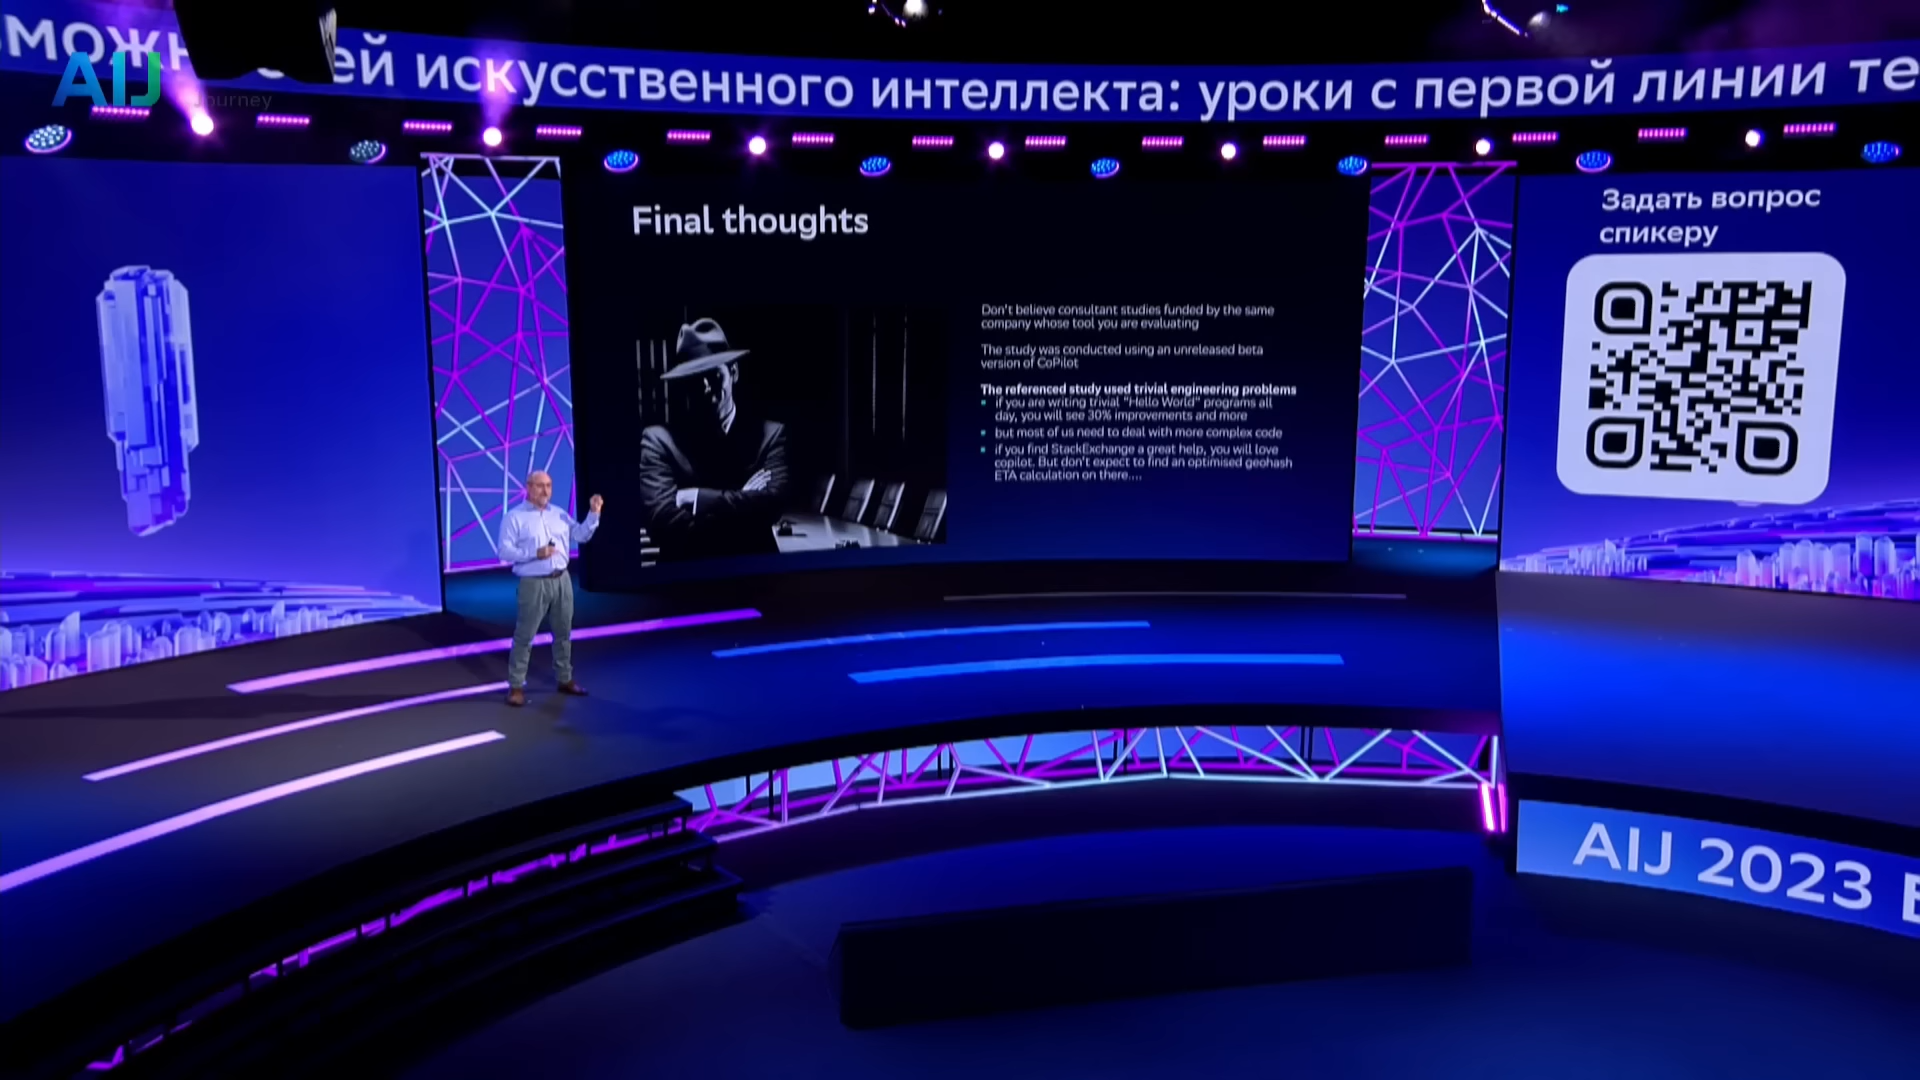 ей искусственного интеллекта: уроки с первой линии те
AIJ
Journey
Final thoughts
Don't believe consultant studies funded by the same
company whose tool you are evaluating
The study was conducted using an unreleased beta
version of CoPilot
The referenced study used trivial engineering problems
if you are writing trivial "Hello World" programs all
day, you will see 30% improvements and more
but most of us need to deal with more complex code
if you find StackExchange a great help, you will love
copilot. But don't expect to find an optimised geohash
ETA calculation on there....
Задать вопрос
спикеру
AIJ 2023